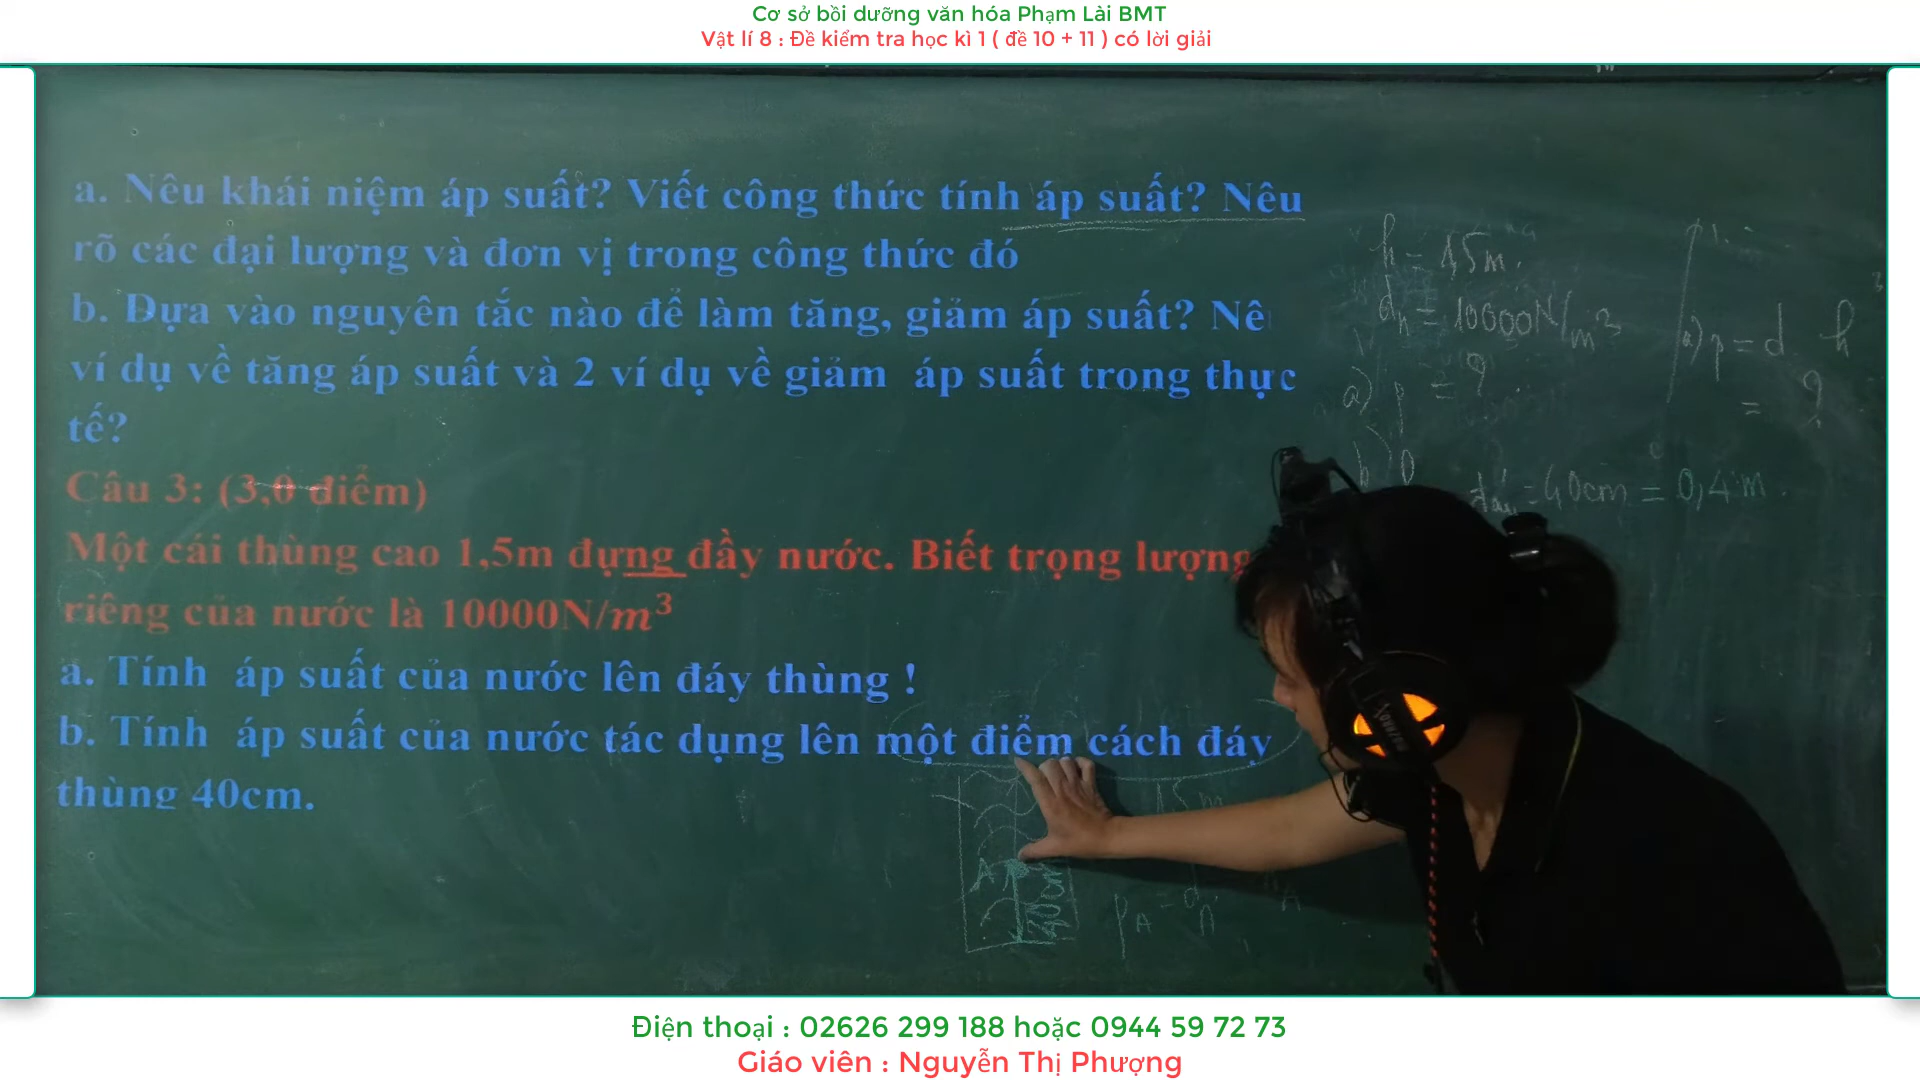 Cơ sở bồi dưỡng văn hóa Phạm Lài BMT
Vật lí 8 : Đề kiểm tra học kì 1 ( đề 10 + 11 ) có lời giải
a. Nêu khái niệm áp suất? Viết công thức tính áp suất? Nêu
rõ các đại lượng và đơn vị trong công thức đó
b. Dựa vào nguyên tắc nào để làm tăng, giảm áp suất? Nê
ví dụ về tăng áp suất và 2 ví dụ về giảm áp suất trong thực
tế?
Câu 3: (3,0 điểm)
Một cái thùng cao 1,5m đựng đầy nước. Biết trọng lượng
riêng của nước là 10000N/m³
a. Tính áp suất của nước lên đáy thùng !
b. Tính áp suất của nước tác dụng lên một điểm cách đáy
thùng 40cm.
h = 1,5m.
dn = 10000N/m³
a) p = ?
b)
= 40cm = 0,4m.
a) p = d h
= ?
A
40cm
pA = dn hA
Điện thoại : 02626 299 188 hoặc 0944 59 72 73
Giáo viên : Nguyễn Thị Phượng